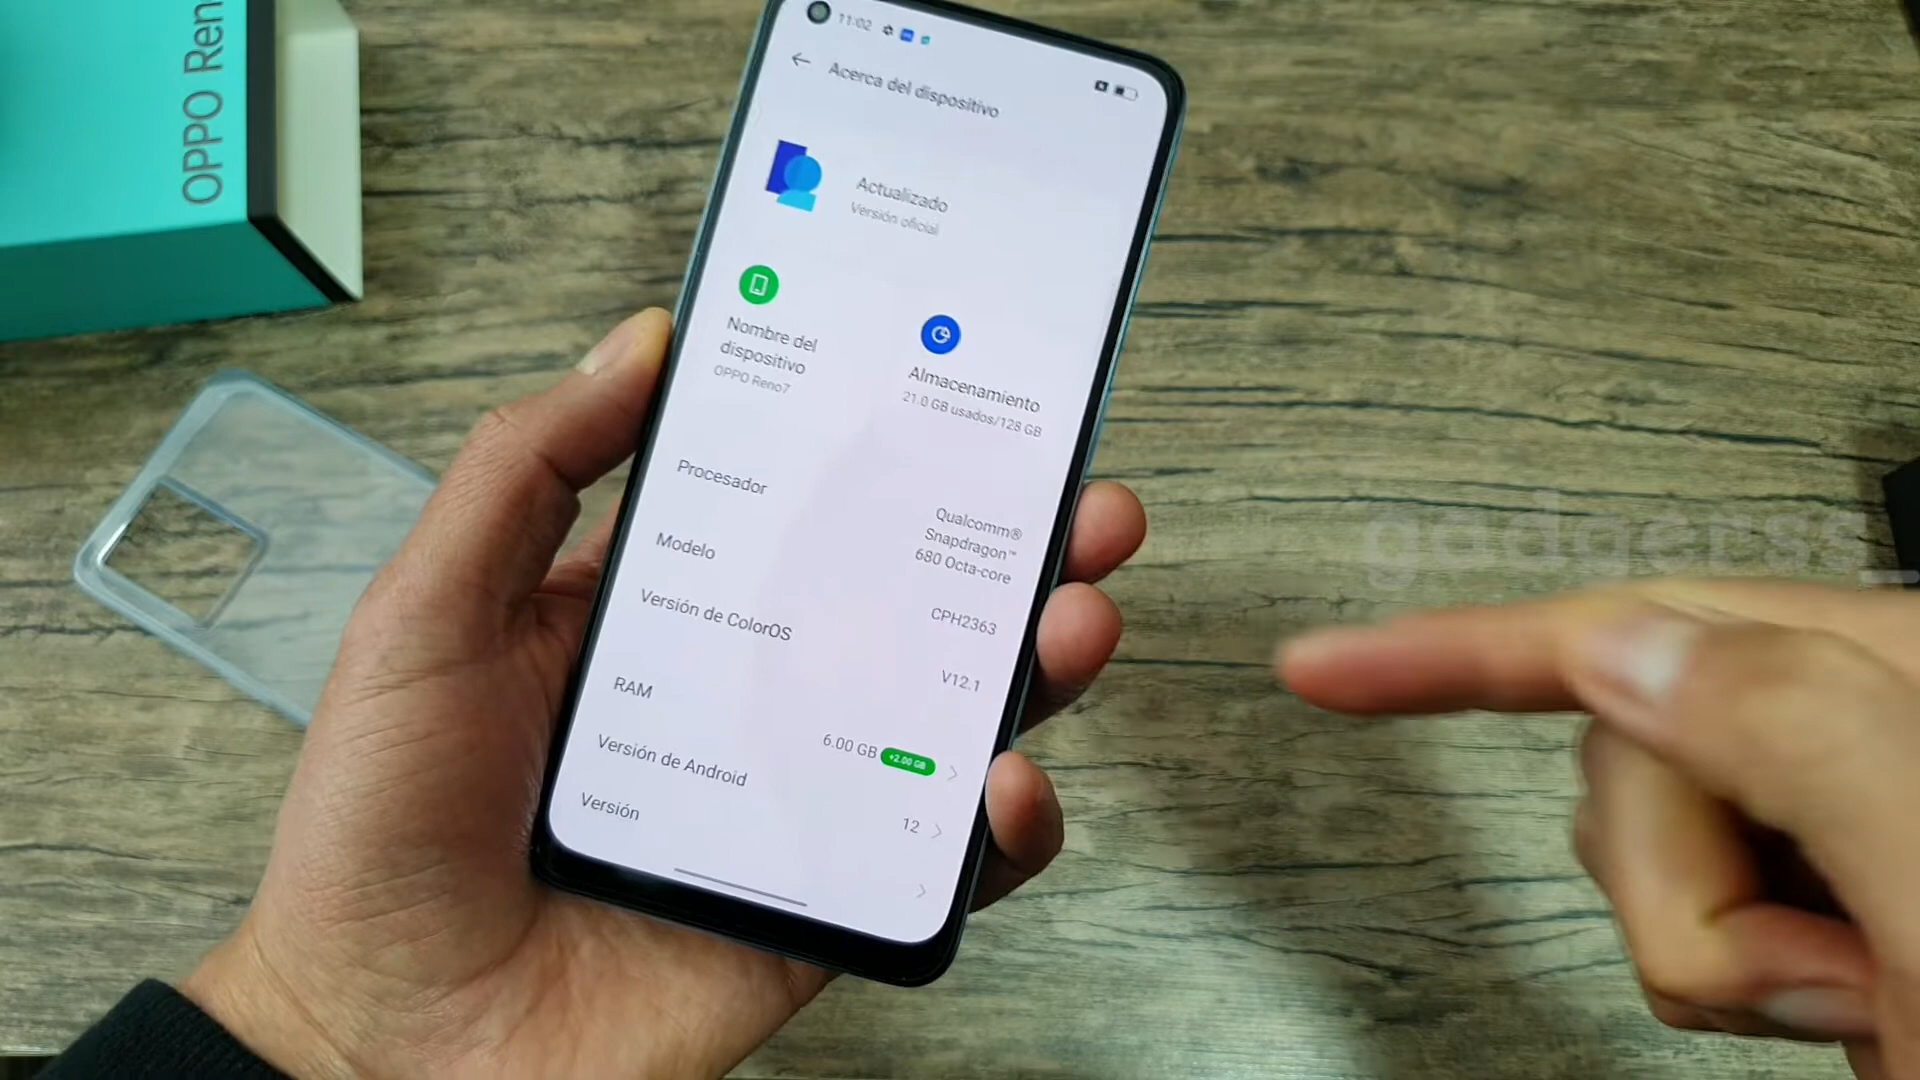 OPPO Ren
11:02
Acerca del dispositivo
Actualizado
Versión oficial
Nombre del
dispositivo
OPPO Reno7
Almacenamiento
21.0 GB usados/128 GB
Procesador
Qualcomm®
Snapdragon™
680 Octa-core
Modelo
CPH2363
Versión de ColorOS
V12.1
RAM
6.00 GB +2.00 GB
Versión de Android
12
Versión
gadgerss_